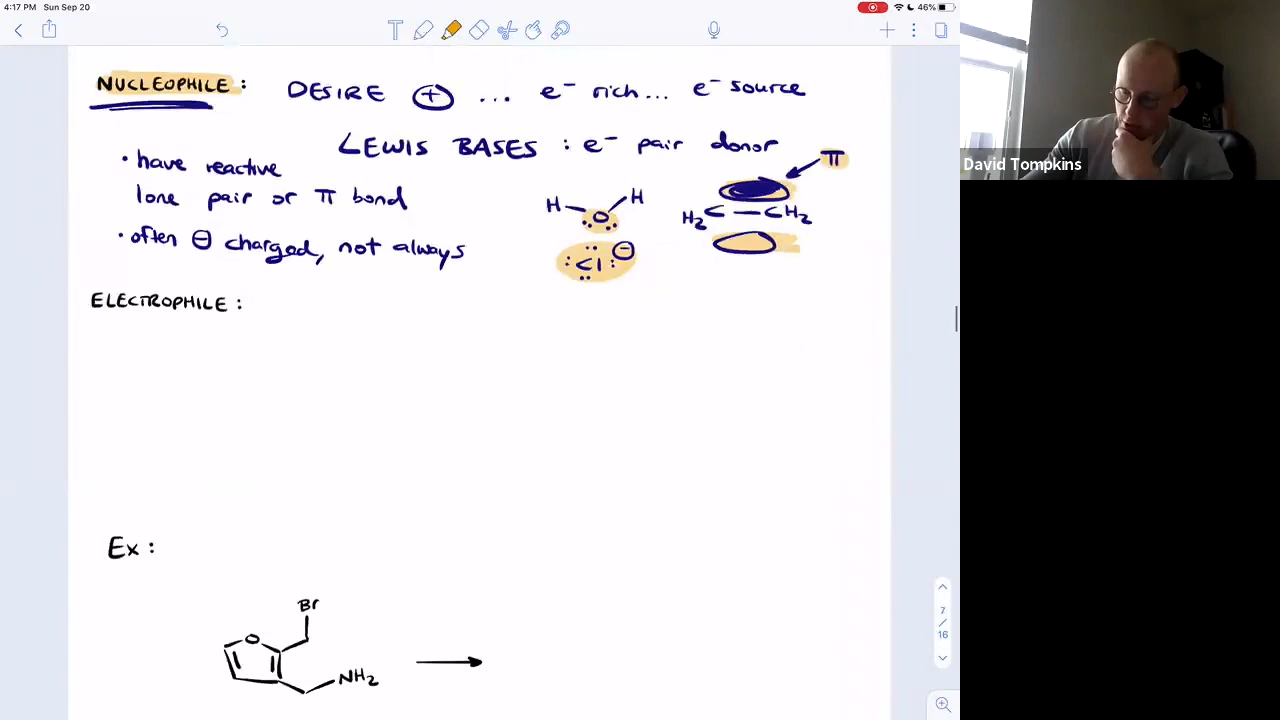 4:17 PM Sun Sep 20
46%
NUCLEOPHILE: DESIRE ⊕ ... e⁻ rich... e⁻ source
LEWIS BASES : e⁻ pair donor
• have reactive
lone pair or π bond
• often ⊖ charged, not always
π
H O H
H₂C — CH₂
:Cl: ⊖
ELECTROPHILE:
Ex:
Br
O
NH₂
7
/
16
David Tompkins